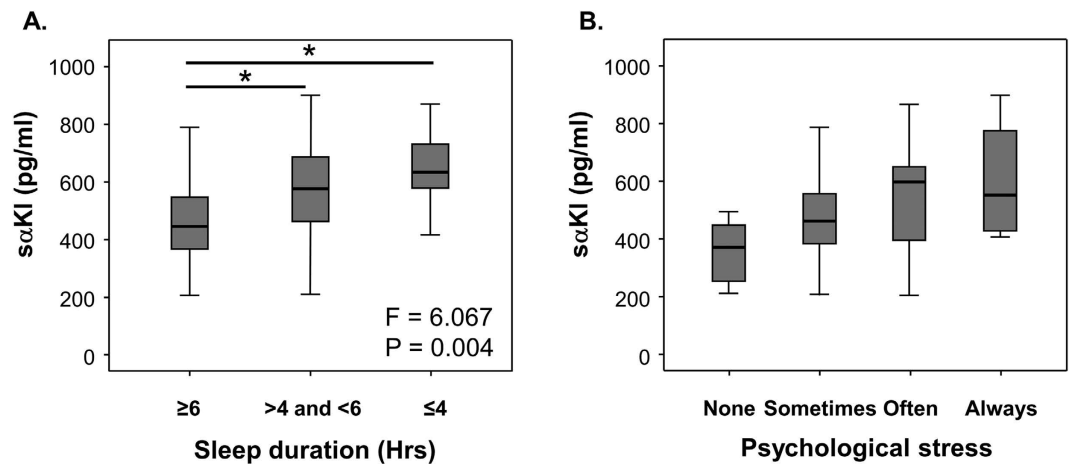 A.
sαKl (pg/ml)
1000
800
600
400
200
0
*
*
F = 6.067
P = 0.004
≥6 >4 and <6 ≤4
Sleep duration (Hrs)
B.
sαKl (pg/ml)
1000
800
600
400
200
0
None Sometimes Often Always
Psychological stress